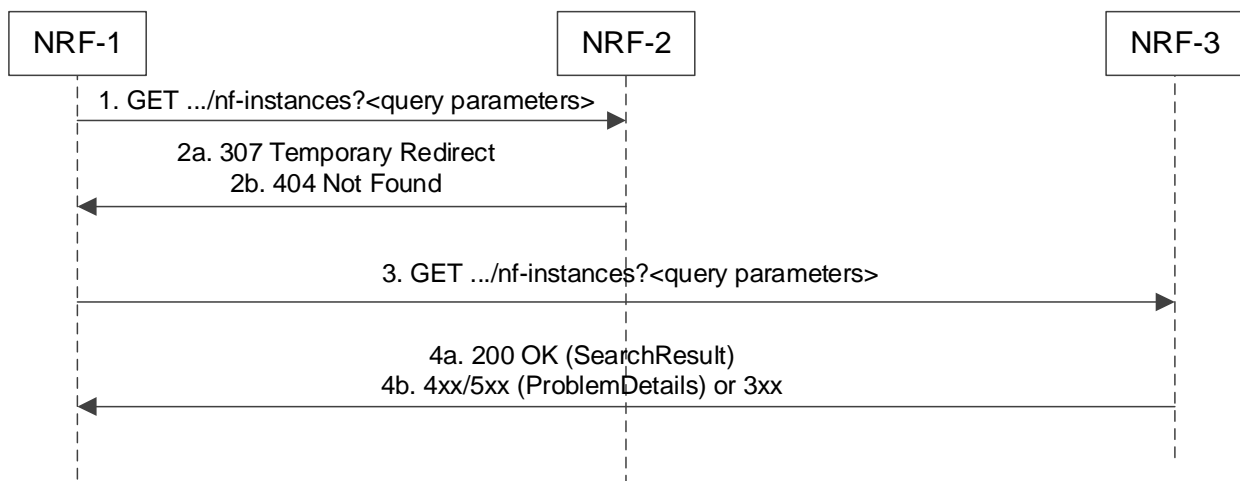 NRF-1
NRF-2
NRF-3
1. GET .../nf-instances?<query parameters>
2a. 307 Temporary Redirect
2b. 404 Not Found
3. GET .../nf-instances?<query parameters>
4a. 200 OK (SearchResult)
4b. 4xx/5xx (ProblemDetails) or 3xx